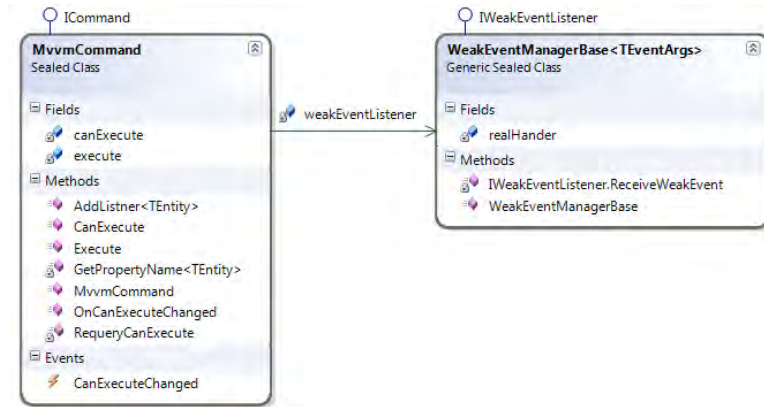 ICommand
MvvmCommand
Sealed Class
Fields
canExecute
execute
Methods
AddListner<TEntity>
CanExecute
Execute
GetPropertyName<TEntity>
MvvmCommand
OnCanExecuteChanged
RequeryCanExecute
Events
CanExecuteChanged
weakEventListener
IWeakEventListener
WeakEventManagerBase<TEventArgs>
Generic Sealed Class
Fields
realHander
Methods
IWeakEventListener.ReceiveWeakEvent
WeakEventManagerBase